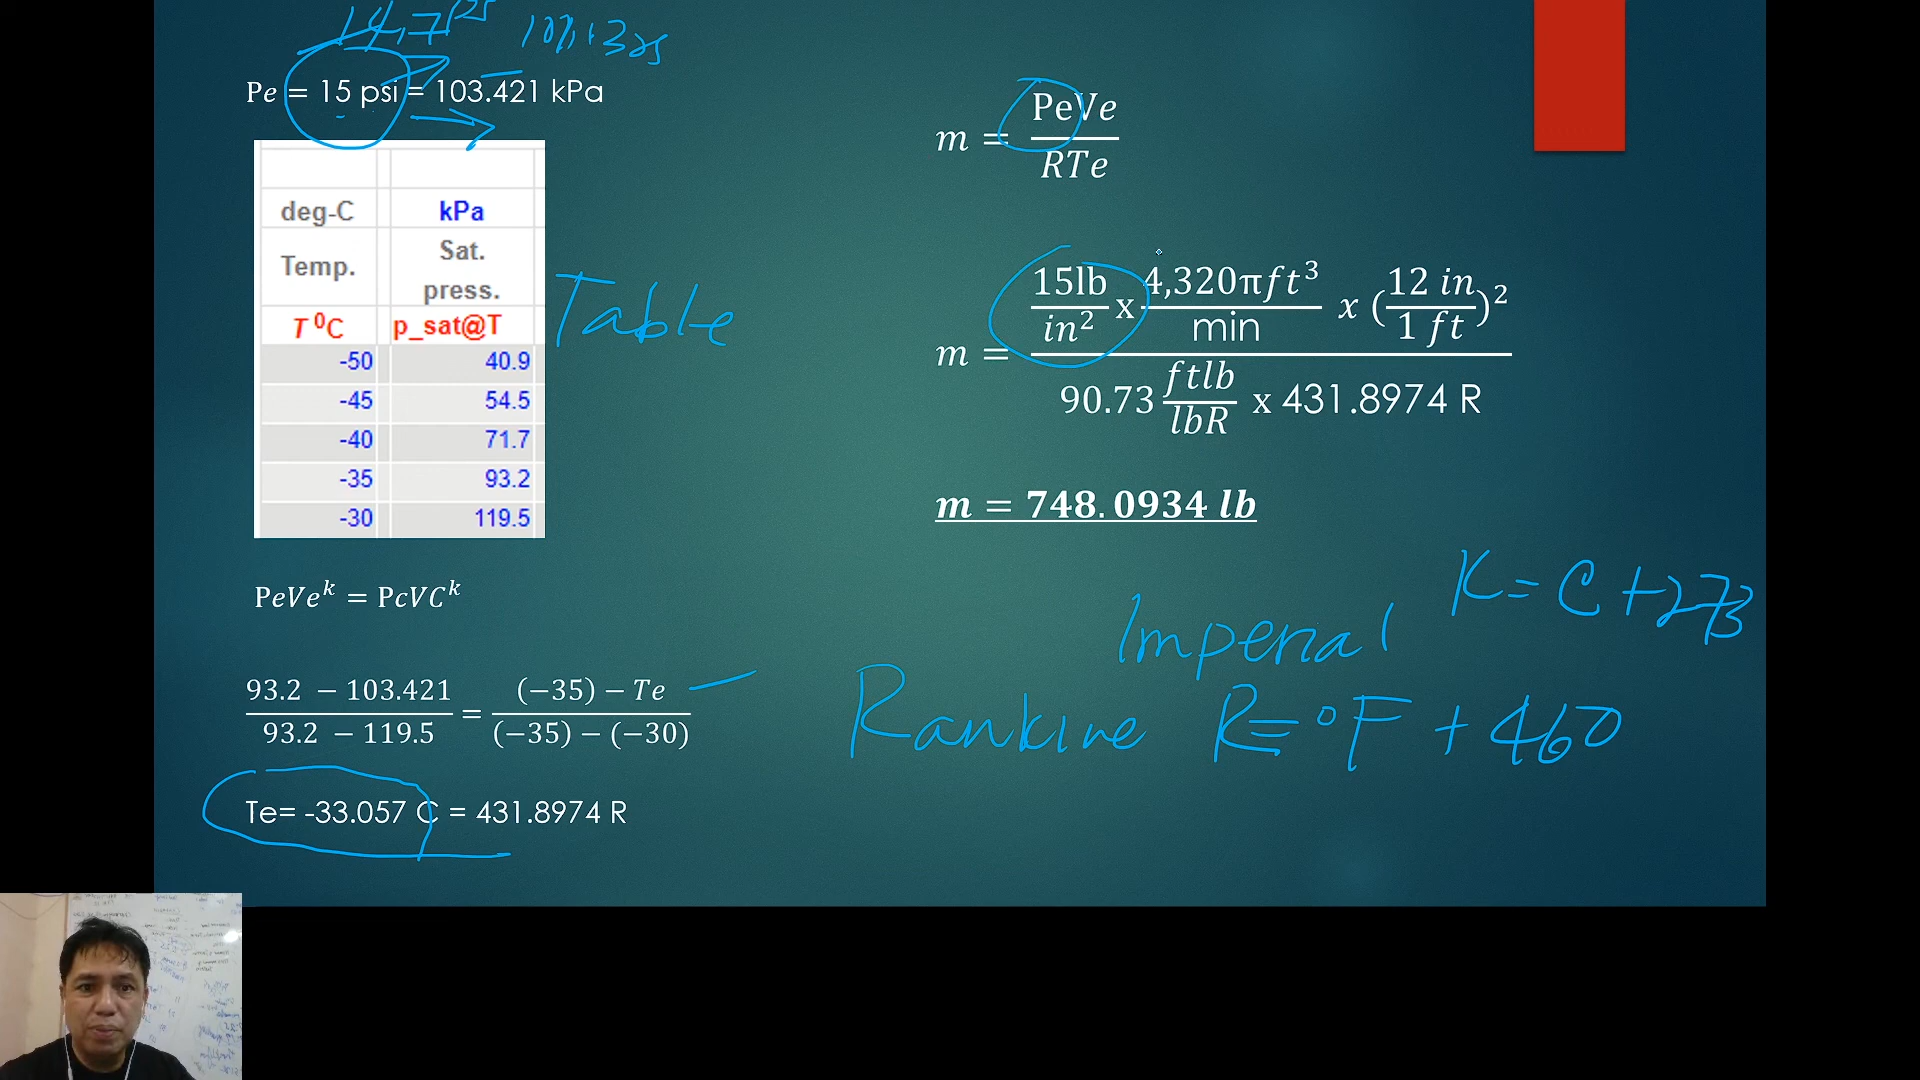 14.7 psi 101.325
Pe = 15 psi = 103.421 kPa
deg-C kPa
Temp. Sat. press.
T ⁰C p_sat@T
-50 40.9
-45 54.5
-40 71.7
-35 93.2
-30 119.5
Table
PeVe^k = PcVC^k
93.2 − 103.421 / 93.2 − 119.5 = (−35) − Te / (−35) − (−30)
Te= -33.057 C = 431.8974 R
m = PeVe / RTe
m = 15lb/in² x 4,320πft³/min x (12 in/1 ft)² / 90.73 ftlb/lbR x 431.8974 R
m = 748.0934 lb
K = C + 273
Imperial
Rankine R = °F + 460